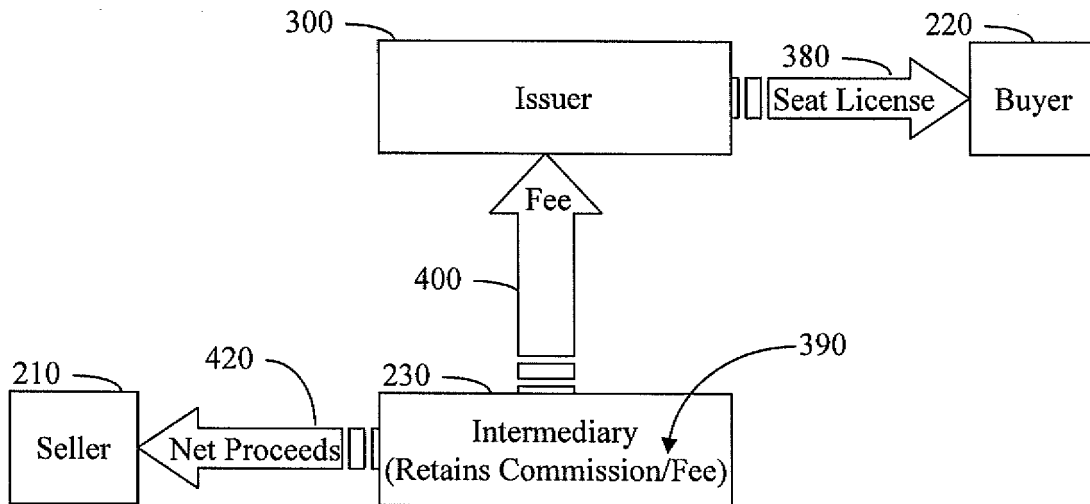 300
380
220
Issuer
Seat License
Buyer
Fee
400
390
420
210
230
Seller
Net Proceeds
Intermediary
(Retains Commission/Fee)